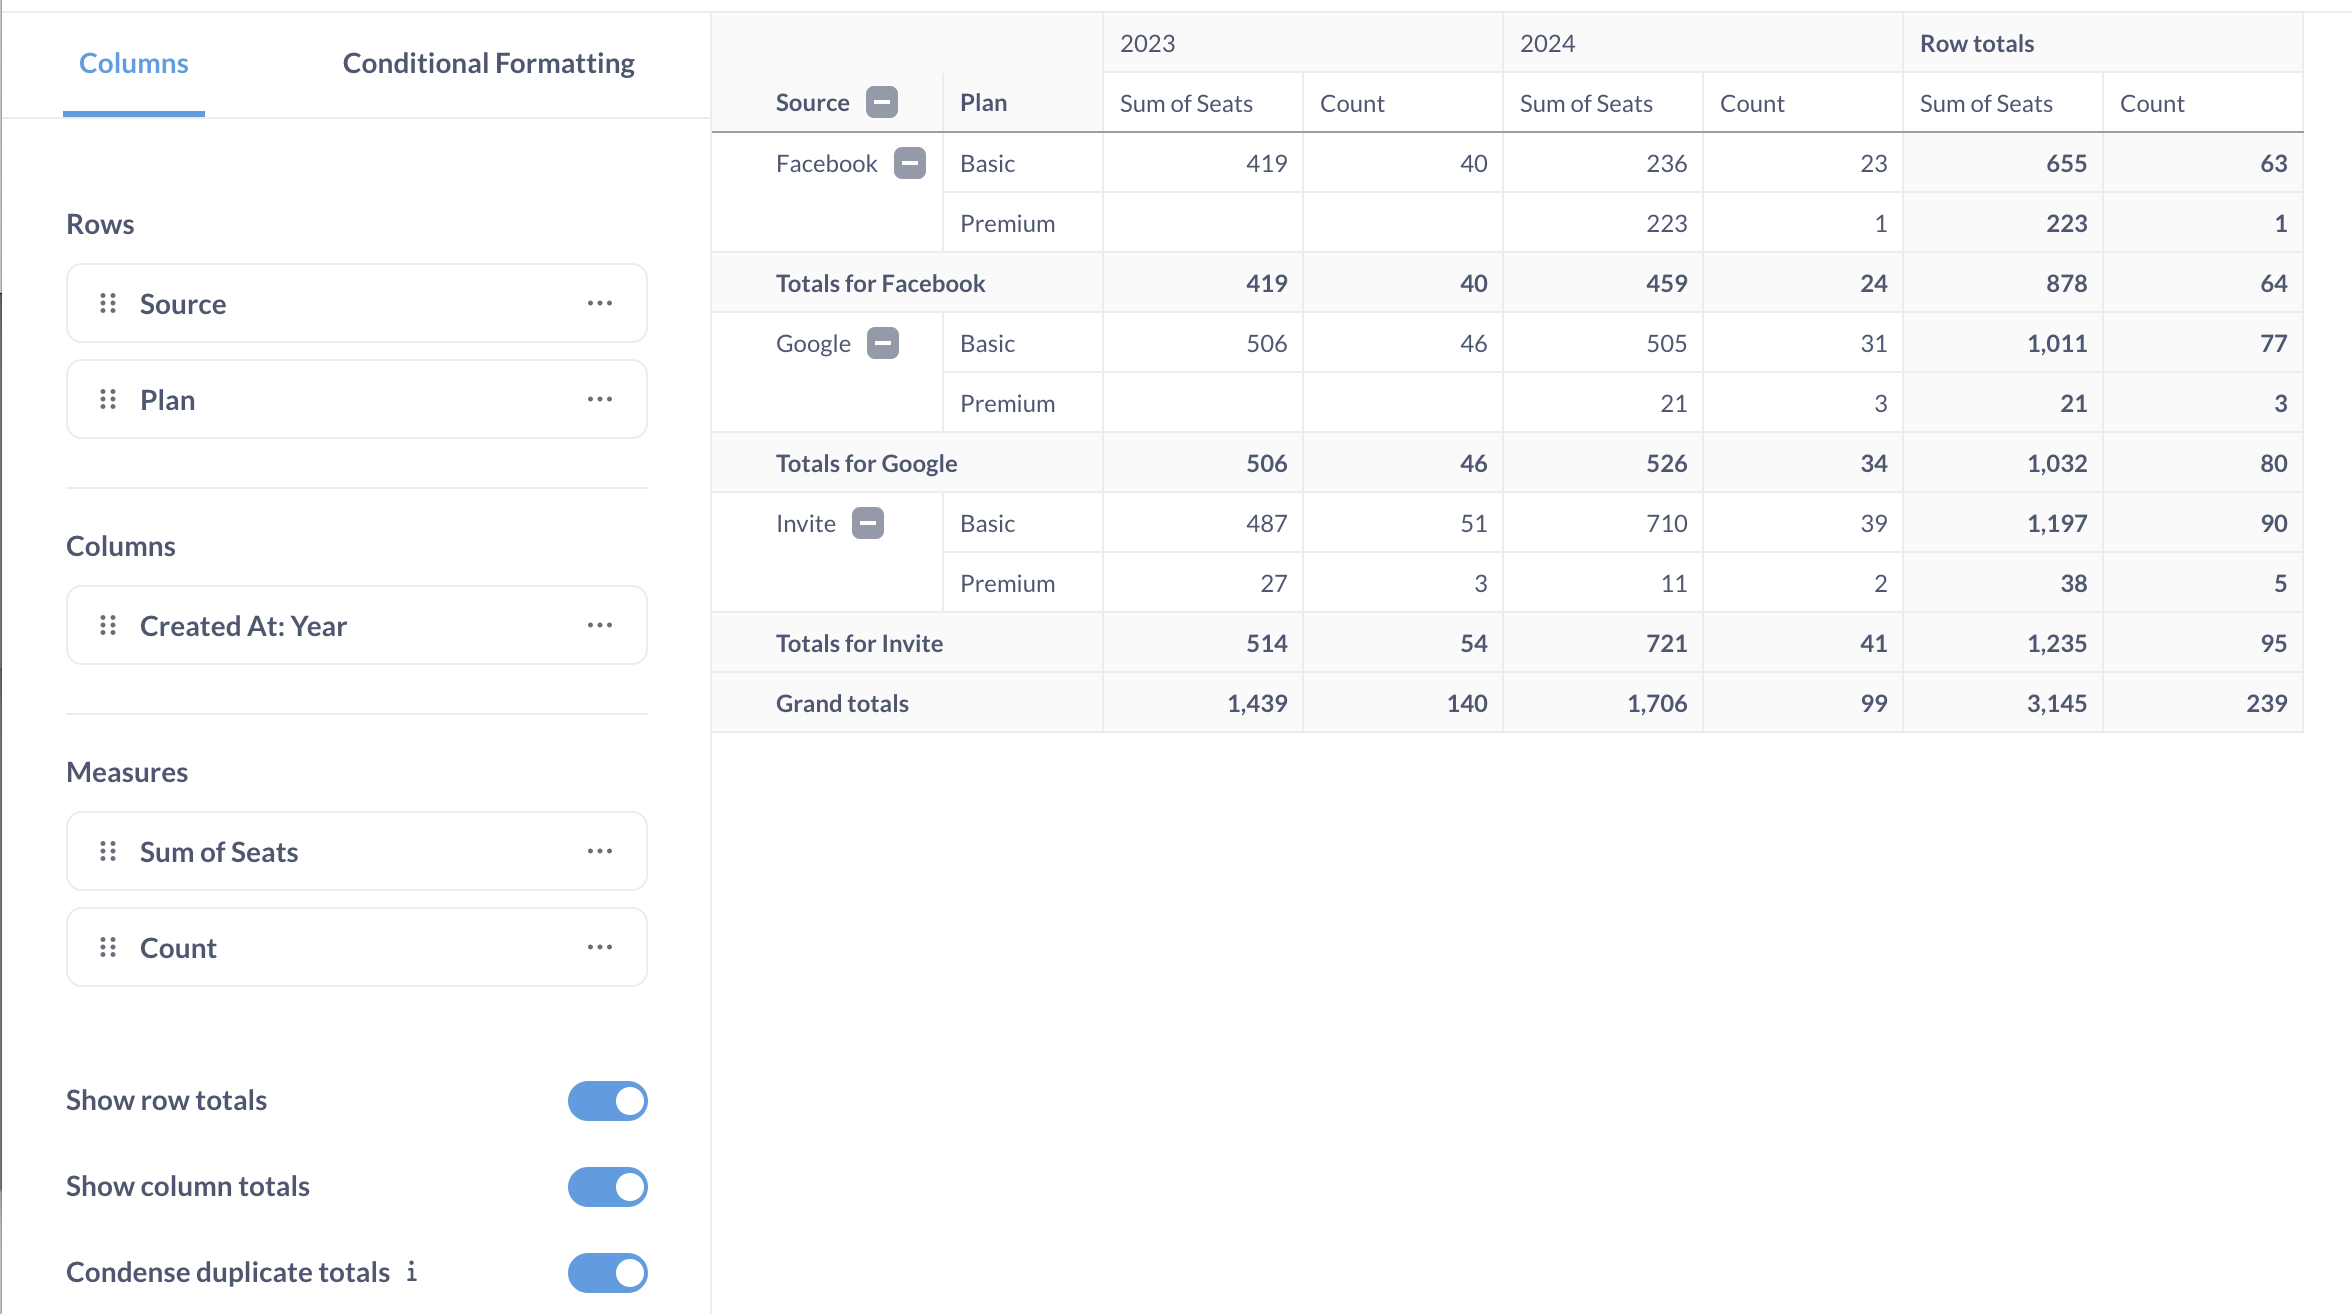 Columns Conditional Formatting
Rows
Source
Plan
Columns
Created At: Year
Measures
Sum of Seats
Count
Show row totals
Show column totals
Condense duplicate totals i
2023 2024 Row totals
Source Plan Sum of Seats Count Sum of Seats Count Sum of Seats Count
Facebook Basic 419 40 236 23 655 63
Premium 223 1 223 1
Totals for Facebook 419 40 459 24 878 64
Google Basic 506 46 505 31 1,011 77
Premium 21 3 21 3
Totals for Google 506 46 526 34 1,032 80
Invite Basic 487 51 710 39 1,197 90
Premium 27 3 11 2 38 5
Totals for Invite 514 54 721 41 1,235 95
Grand totals 1,439 140 1,706 99 3,145 239